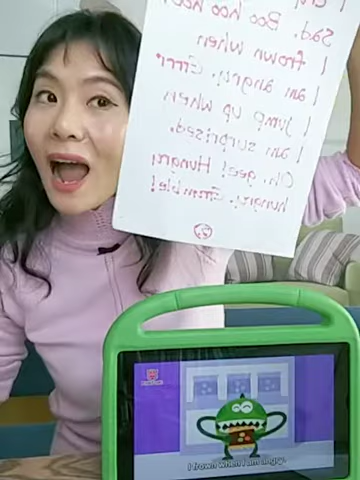 sad. Boo hoo hoo!
I frown when
I am angry. Grrr
I jump up when
I am surprised.
Oh, gee! Hungry,
hungry. Grumble!
I frown when I am angry.